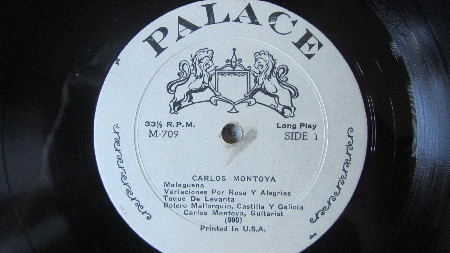 PALACE
33⅓ R.P.M. Long Play
M-709 SIDE 1
CARLOS MONTOYA
Malaguena
Variaciones Por Rosa Y Alegrias
Toque De Levanta
Bolero Mallorquin, Castilla Y Galicia
Carlos Montoya, Guitarist
(990)
Printed In U.S.A.